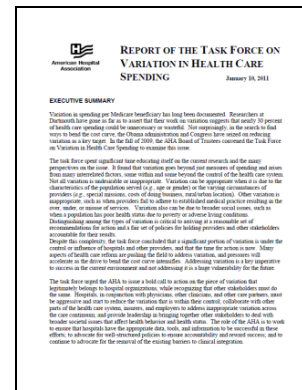 REPORT OF THE TASK FORCE ON
VARIATION IN HEALTH CARE
SPENDING January 10, 2011
American Hospital
Association
EXECUTIVE SUMMARY
Variation in spending per Medicare beneficiary has long been documented. Researchers at
Dartmouth have gone as far as to assert that their work on variation suggests that nearly 30 percent
of health care spending could be unnecessary or wasteful. Not surprisingly, in the search to find
ways to bend the cost curve, the Obama administration and Congress have seized on reducing
variation as a key target. In the fall of 2009, the AHA Board of Trustees convened the Task Force
on Variation in Health Care Spending to examine this issue.
The task force spent significant time educating itself on the current research and the many
perspectives on the issue. It found that variation goes beyond just measures of spending and arises
from many interrelated factors, some within and some beyond the control of the health care system.
Not all variation is undesirable or inappropriate. Variation can be appropriate when it is due to the
characteristics of the population served (e.g., age or gender) or the varying circumstances of
providers (e.g., special missions, costs of doing business, rural/urban location). Other variation is
inappropriate, such as when providers fail to adhere to established medical practice resulting in the
over, under, or misuse of services. Variation also can be due to broader social issues, such as
when a population has poor health status due to poverty or adverse living conditions.
Distinguishing among the types of variation is critical to arriving at a reasonable set of
recommendations for action and a fair set of policies for holding providers and other stakeholders
accountable for their results.
Despite this complexity, the task force concluded that a significant portion of variation is under the
control or influence of hospitals and other providers, and that the time for action is now. Many
aspects of health care reform are pushing the field to address variation, and pressures will
accelerate as the drive to bend the cost curve intensifies. Addressing variation is a key imperative
to success in the current environment and not addressing it is a huge vulnerability for the future.
The task force urged the AHA to issue a bold call to action on the piece of variation that
legitimately belongs to hospital organizations, while recognizing that other stakeholders must do
the same. Hospitals, in conjunction with physicians, other clinicians, and other care partners, must
be aggressive and start to reduce the variation that is within their control; collaborate with other
parts of the health care system, insurers, and employers to address inappropriate variation across
the care continuum; and provide leadership in bringing together other stakeholders to deal with
broader societal issues that affect health behavior and health status. The role of the AHA is to work
to ensure that hospitals have the appropriate data, tools, and information to be successful in these
efforts; to advocate for well-structured policies to ensure accountability and reward success; and to
continue to advocate for the removal of the existing barriers to clinical integration.